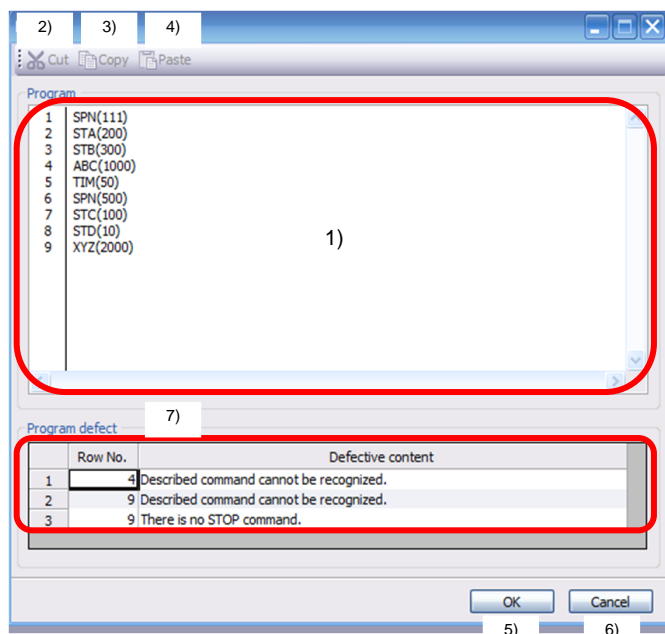 2) 3) 4)
Cut Copy Paste
Program
1 SPN(111)
2 STA(200)
3 STB(300)
4 ABC(1000)
5 TIM(50)
6 SPN(500)
7 STC(100)
8 STD(10)
9 XYZ(2000)
1)
7)
Program defect
Row No. Defective content
1 4 Described command cannot be recognized.
2 9 Described command cannot be recognized.
3 9 There is no STOP command.
OK Cancel
5) 6)